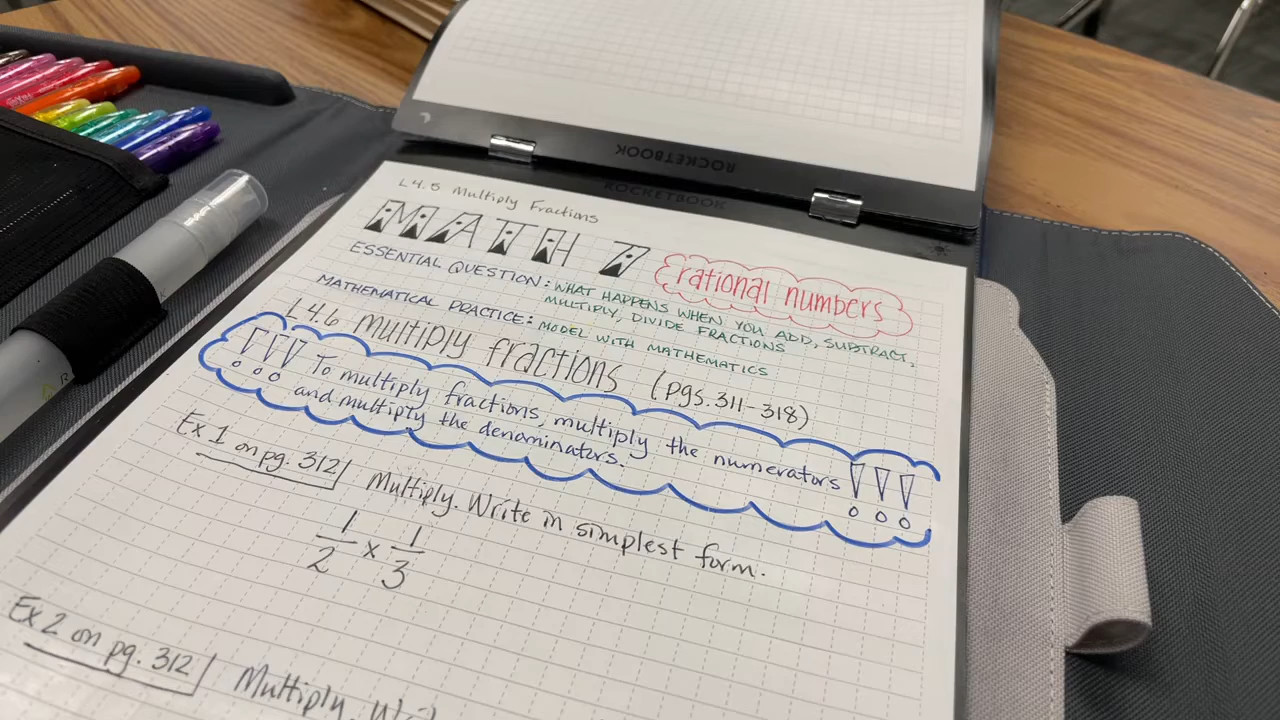 ROCKETBOOK
ROCKETBOOK
L4.6 Multiply Fractions
MATH 7
rational numbers
ESSENTIAL QUESTION: WHAT HAPPENS WHEN YOU ADD, SUBTRACT,
MULTIPLY, DIVIDE FRACTIONS
MATHEMATICAL PRACTICE: MODEL WITH MATHEMATICS
L4.6 Multiply fractions (pgs. 311-318)
!!! To multiply fractions, multiply the numerators
and multiply the denominators. !!!
Ex 1 on pg. 312 Multiply. Write in simplest form.
1/2 x 1/3
Ex 2 on pg. 312 Multiply.